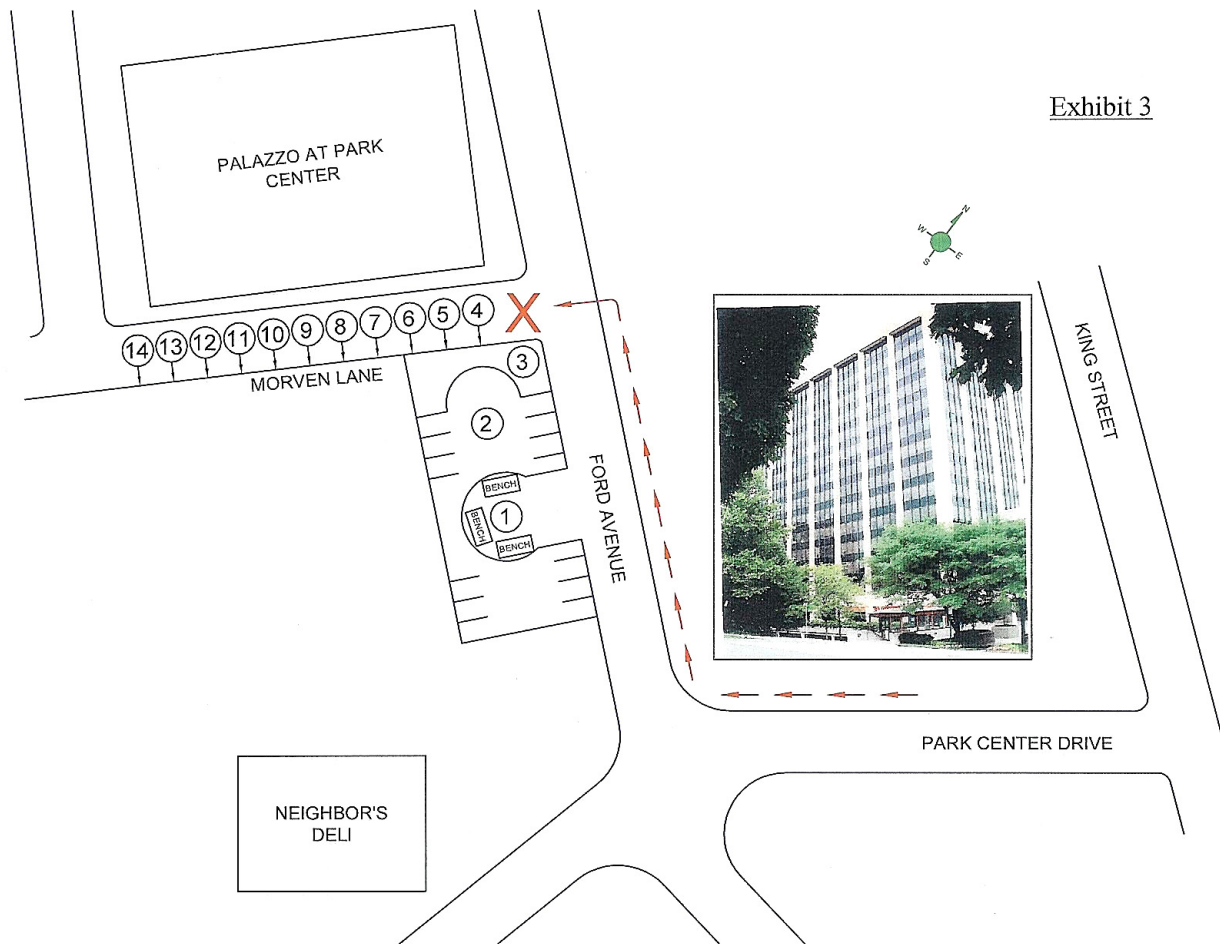 Exhibit 3
PALAZZO AT PARK
CENTER
N
W
E
S
KING STREET
14
13
12
11
10
9
8
7
6
5
4
X
3
MORVEN LANE
2
FORD AVENUE
BENCH
1
BENCH
BENCH
PARK CENTER DRIVE
NEIGHBOR'S
DELI